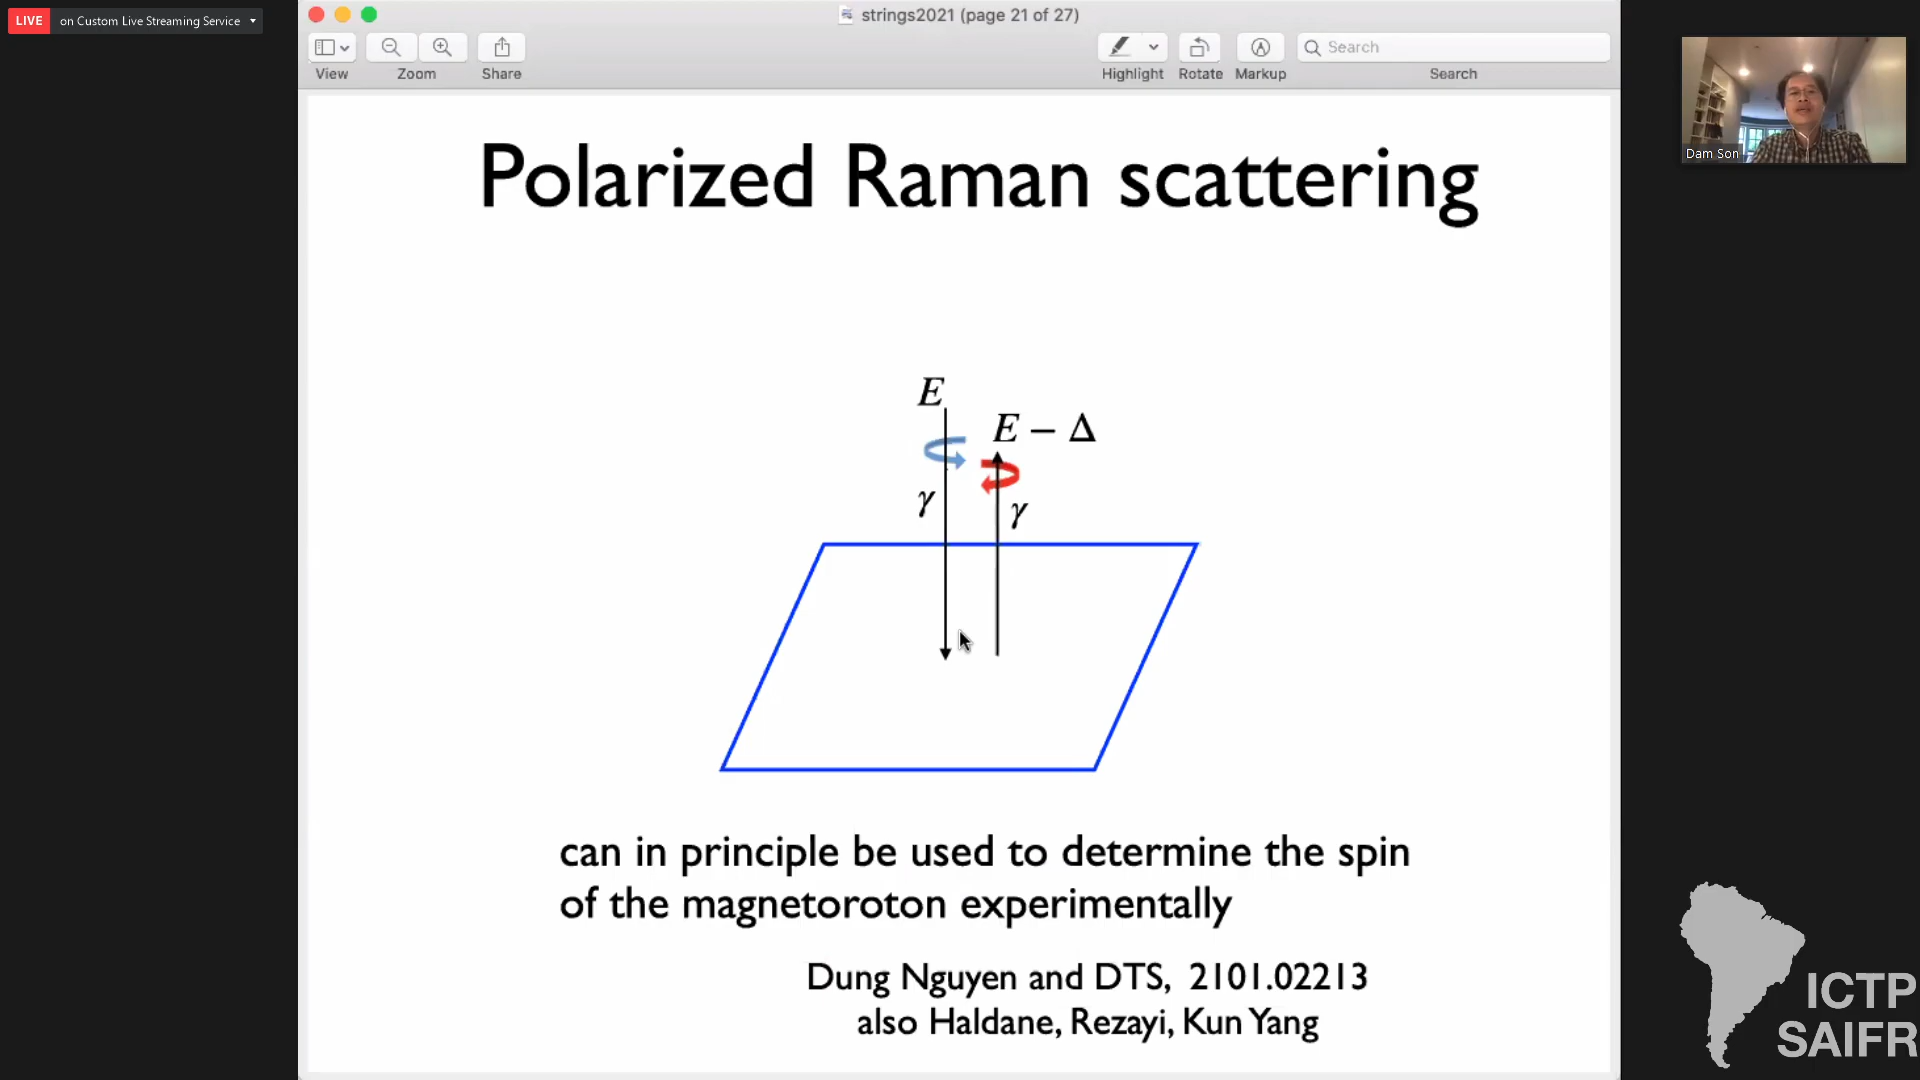 LIVE on Custom Live Streaming Service
strings2021 (page 21 of 27)
Search
View Zoom Share Highlight Rotate Markup Search
Dam Son
Polarized Raman scattering
E
E − Δ
γ
γ
can in principle be used to determine the spin
of the magnetoroton experimentally
Dung Nguyen and DTS, 2101.02213
also Haldane, Rezayi, Kun Yang
ICTP
SAIFR